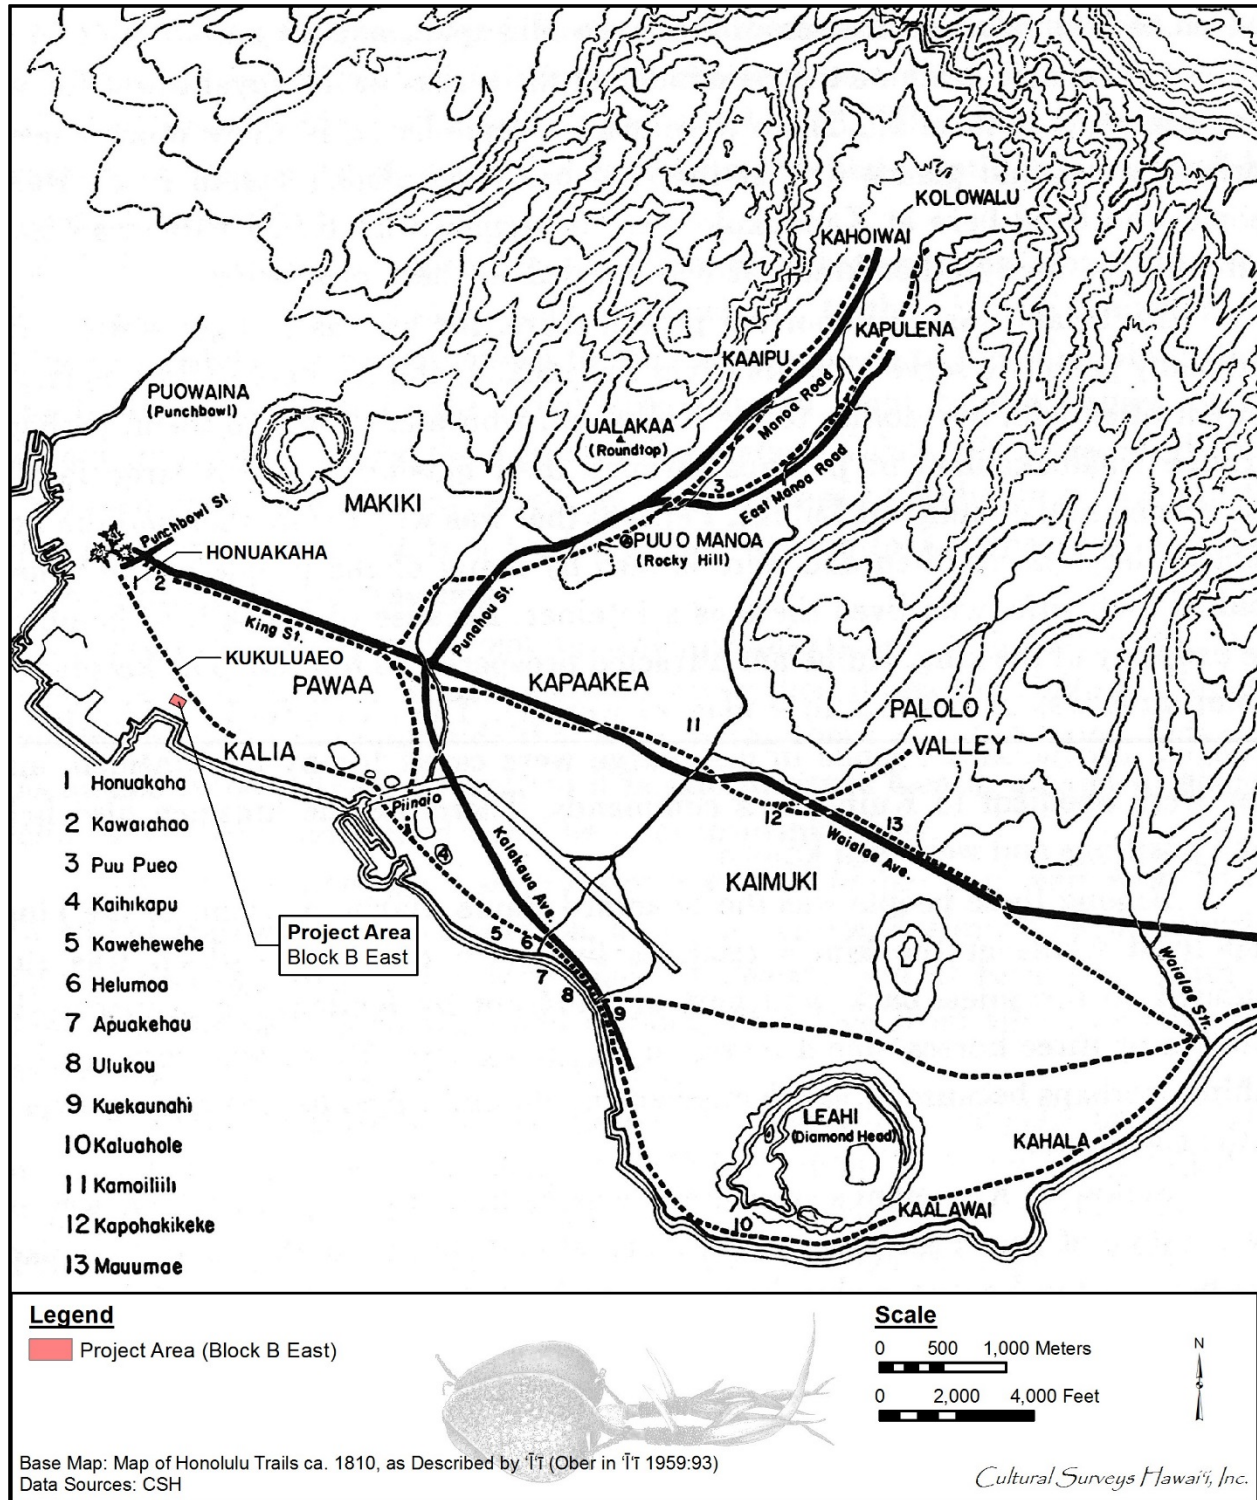 KOLOWALU
KAHOIWAI
KAPULENA
KAAIPU
PUOWAINA
(Punchbowl)
UALAKAA
(Roundtop)
Manoa Road
MAKIKI
3
East Manoa Road
Punchbowl St.
PUU O MANOA
(Rocky Hill)
HONUAKAHA
1
2
King St.
Punahou St.
KUKULUAEO
PAWAA
KAPAAKEA
PALOLO
VALLEY
11
KALIA
Piinaio
12
13
Waialae Ave.
4
Kalakaua Ave.
KAIMUKI
5
6
7
8
9
Waialae Str.
LEAHI
(Diamond Head)
KAHALA
KAALAWAI
10
Project Area
Block B East
1 Honuakaha
2 Kawaiahao
3 Puu Pueo
4 Kaihikapu
5 Kawehewehe
6 Helumoa
7 Apuakehau
8 Ulukou
9 Kuekaunahi
10 Kaluahole
11 Kamoiliili
12 Kapohakikeke
13 Mauumae
Legend
Project Area (Block B East)
Scale
0 500 1,000 Meters
0 2,000 4,000 Feet
N
Base Map: Map of Honolulu Trails ca. 1810, as Described by ʻĪʻī (Ober in ʻĪʻī 1959:93)
Data Sources: CSH
Cultural Surveys Hawaiʻi, Inc.